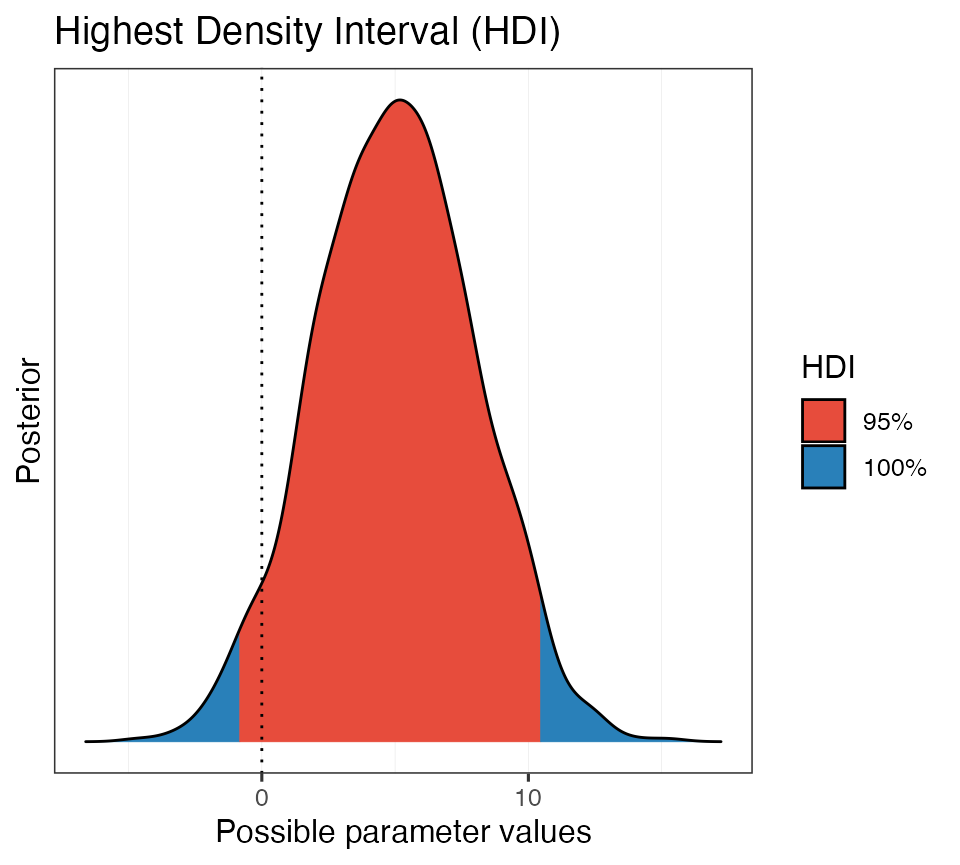 Highest Density Interval (HDI)
Posterior
HDI
95%
100%
0
10
Possible parameter values